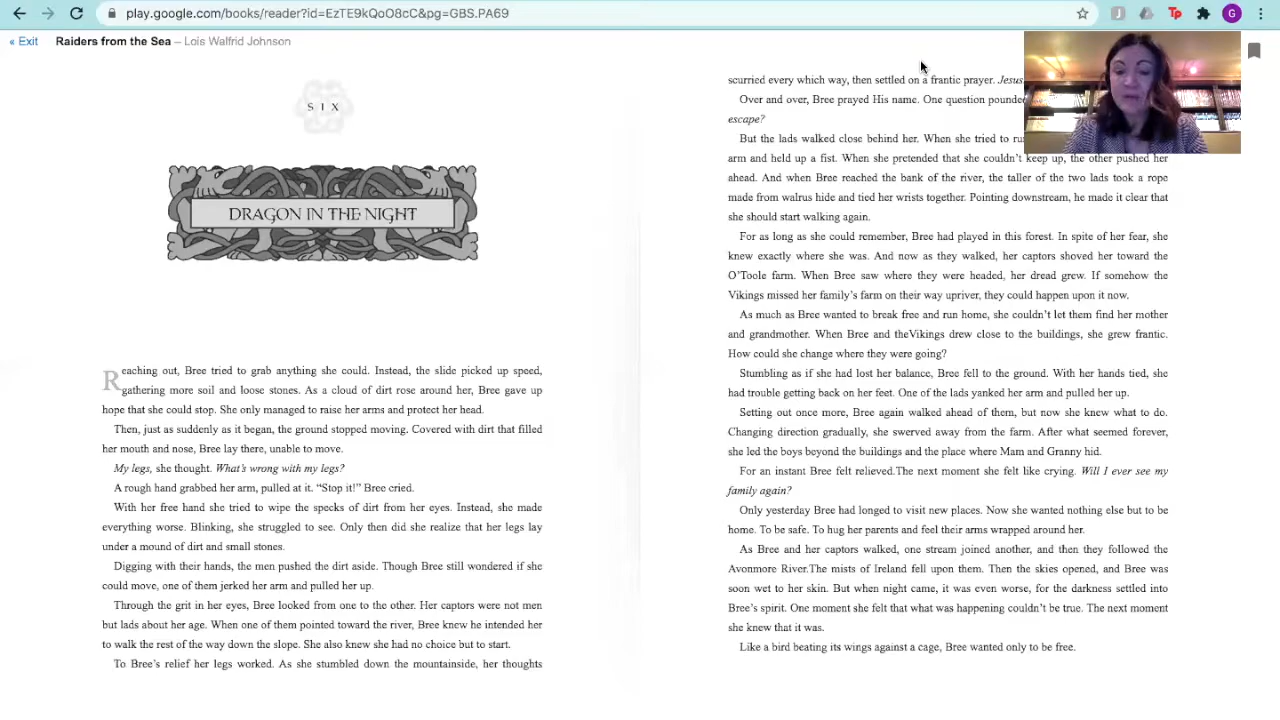 play.google.com/books/reader?id=EzTE9kQoO8cC&pg=GBS.PA69
G
« Exit Raiders from the Sea – Lois Walfrid Johnson
SIX
DRAGON IN THE NIGHT
Reaching out, Bree tried to grab anything she could. Instead, the slide picked up speed,
gathering more soil and loose stones. As a cloud of dirt rose around her, Bree gave up
hope that she could stop. She only managed to raise her arms and protect her head.
Then, just as suddenly as it began, the ground stopped moving. Covered with dirt that filled
her mouth and nose, Bree lay there, unable to move.
My legs, she thought. What's wrong with my legs?
A rough hand grabbed her arm, pulled at it. “Stop it!” Bree cried.
With her free hand she tried to wipe the specks of dirt from her eyes. Instead, she made
everything worse. Blinking, she struggled to see. Only then did she realize that her legs lay
under a mound of dirt and small stones.
Digging with their hands, the men pushed the dirt aside. Though Bree still wondered if she
could move, one of them jerked her arm and pulled her up.
Through the grit in her eyes, Bree looked from one to the other. Her captors were not men
but lads about her age. When one of them pointed toward the river, Bree knew he intended her
to walk the rest of the way down the slope. She also knew she had no choice but to start.
To Bree's relief her legs worked. As she stumbled down the mountainside, her thoughts
scurried every which way, then settled on a frantic prayer. Jesus
Over and over, Bree prayed His name. One question pounded
escape?
But the lads walked close behind her. When she tried to
arm and held up a fist. When she pretended that she couldn't keep up, the other pushed her
ahead. And when Bree reached the bank of the river, the taller of the two lads took a rope
made from walrus hide and tied her wrists together. Pointing downstream, he made it clear that
she should start walking again.
For as long as she could remember, Bree had played in this forest. In spite of her fear, she
knew exactly where she was. And now as they walked, her captors shoved her toward the
O'Toole farm. When Bree saw where they were headed, her dread grew. If somehow the
Vikings missed her family's farm on their way upriver, they could happen upon it now.
As much as Bree wanted to break free and run home, she couldn't let them find her mother
and grandmother. When Bree and theVikings drew close to the buildings, she grew frantic.
How could she change where they were going?
Stumbling as if she had lost her balance, Bree fell to the ground. With her hands tied, she
had trouble getting back on her feet. One of the lads yanked her arm and pulled her up.
Setting out once more, Bree again walked ahead of them, but now she knew what to do.
Changing direction gradually, she swerved away from the farm. After what seemed forever,
she led the boys beyond the buildings and the place where Mam and Granny hid.
For an instant Bree felt relieved.The next moment she felt like crying. Will I ever see my
family again?
Only yesterday Bree had longed to visit new places. Now she wanted nothing else but to be
home. To be safe. To hug her parents and feel their arms wrapped around her.
As Bree and her captors walked, one stream joined another, and then they followed the
Avonmore River.The mists of Ireland fell upon them. Then the skies opened, and Bree was
soon wet to her skin. But when night came, it was even worse, for the darkness settled into
Bree's spirit. One moment she felt that what was happening couldn't be true. The next moment
she knew that it was.
Like a bird beating its wings against a cage, Bree wanted only to be free.